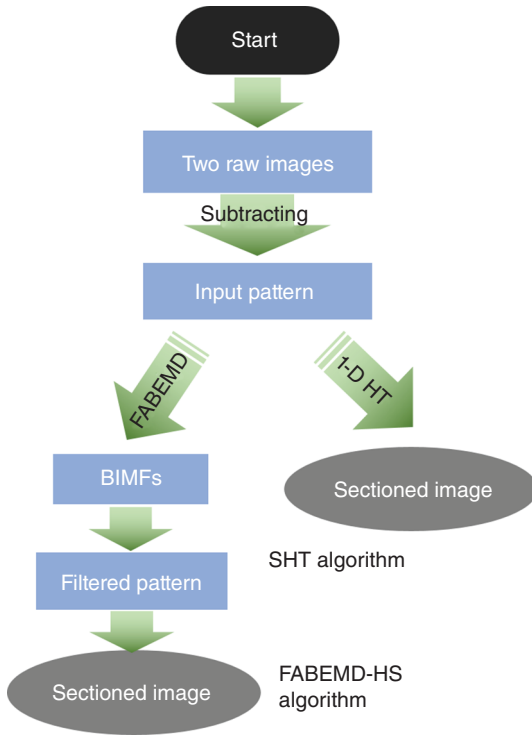 Start
Two raw images
Subtracting
Input pattern
FABEMD
1-D HT
BIMFs
Sectioned image
SHT algorithm
Filtered pattern
Sectioned image
FABEMD-HS
algorithm